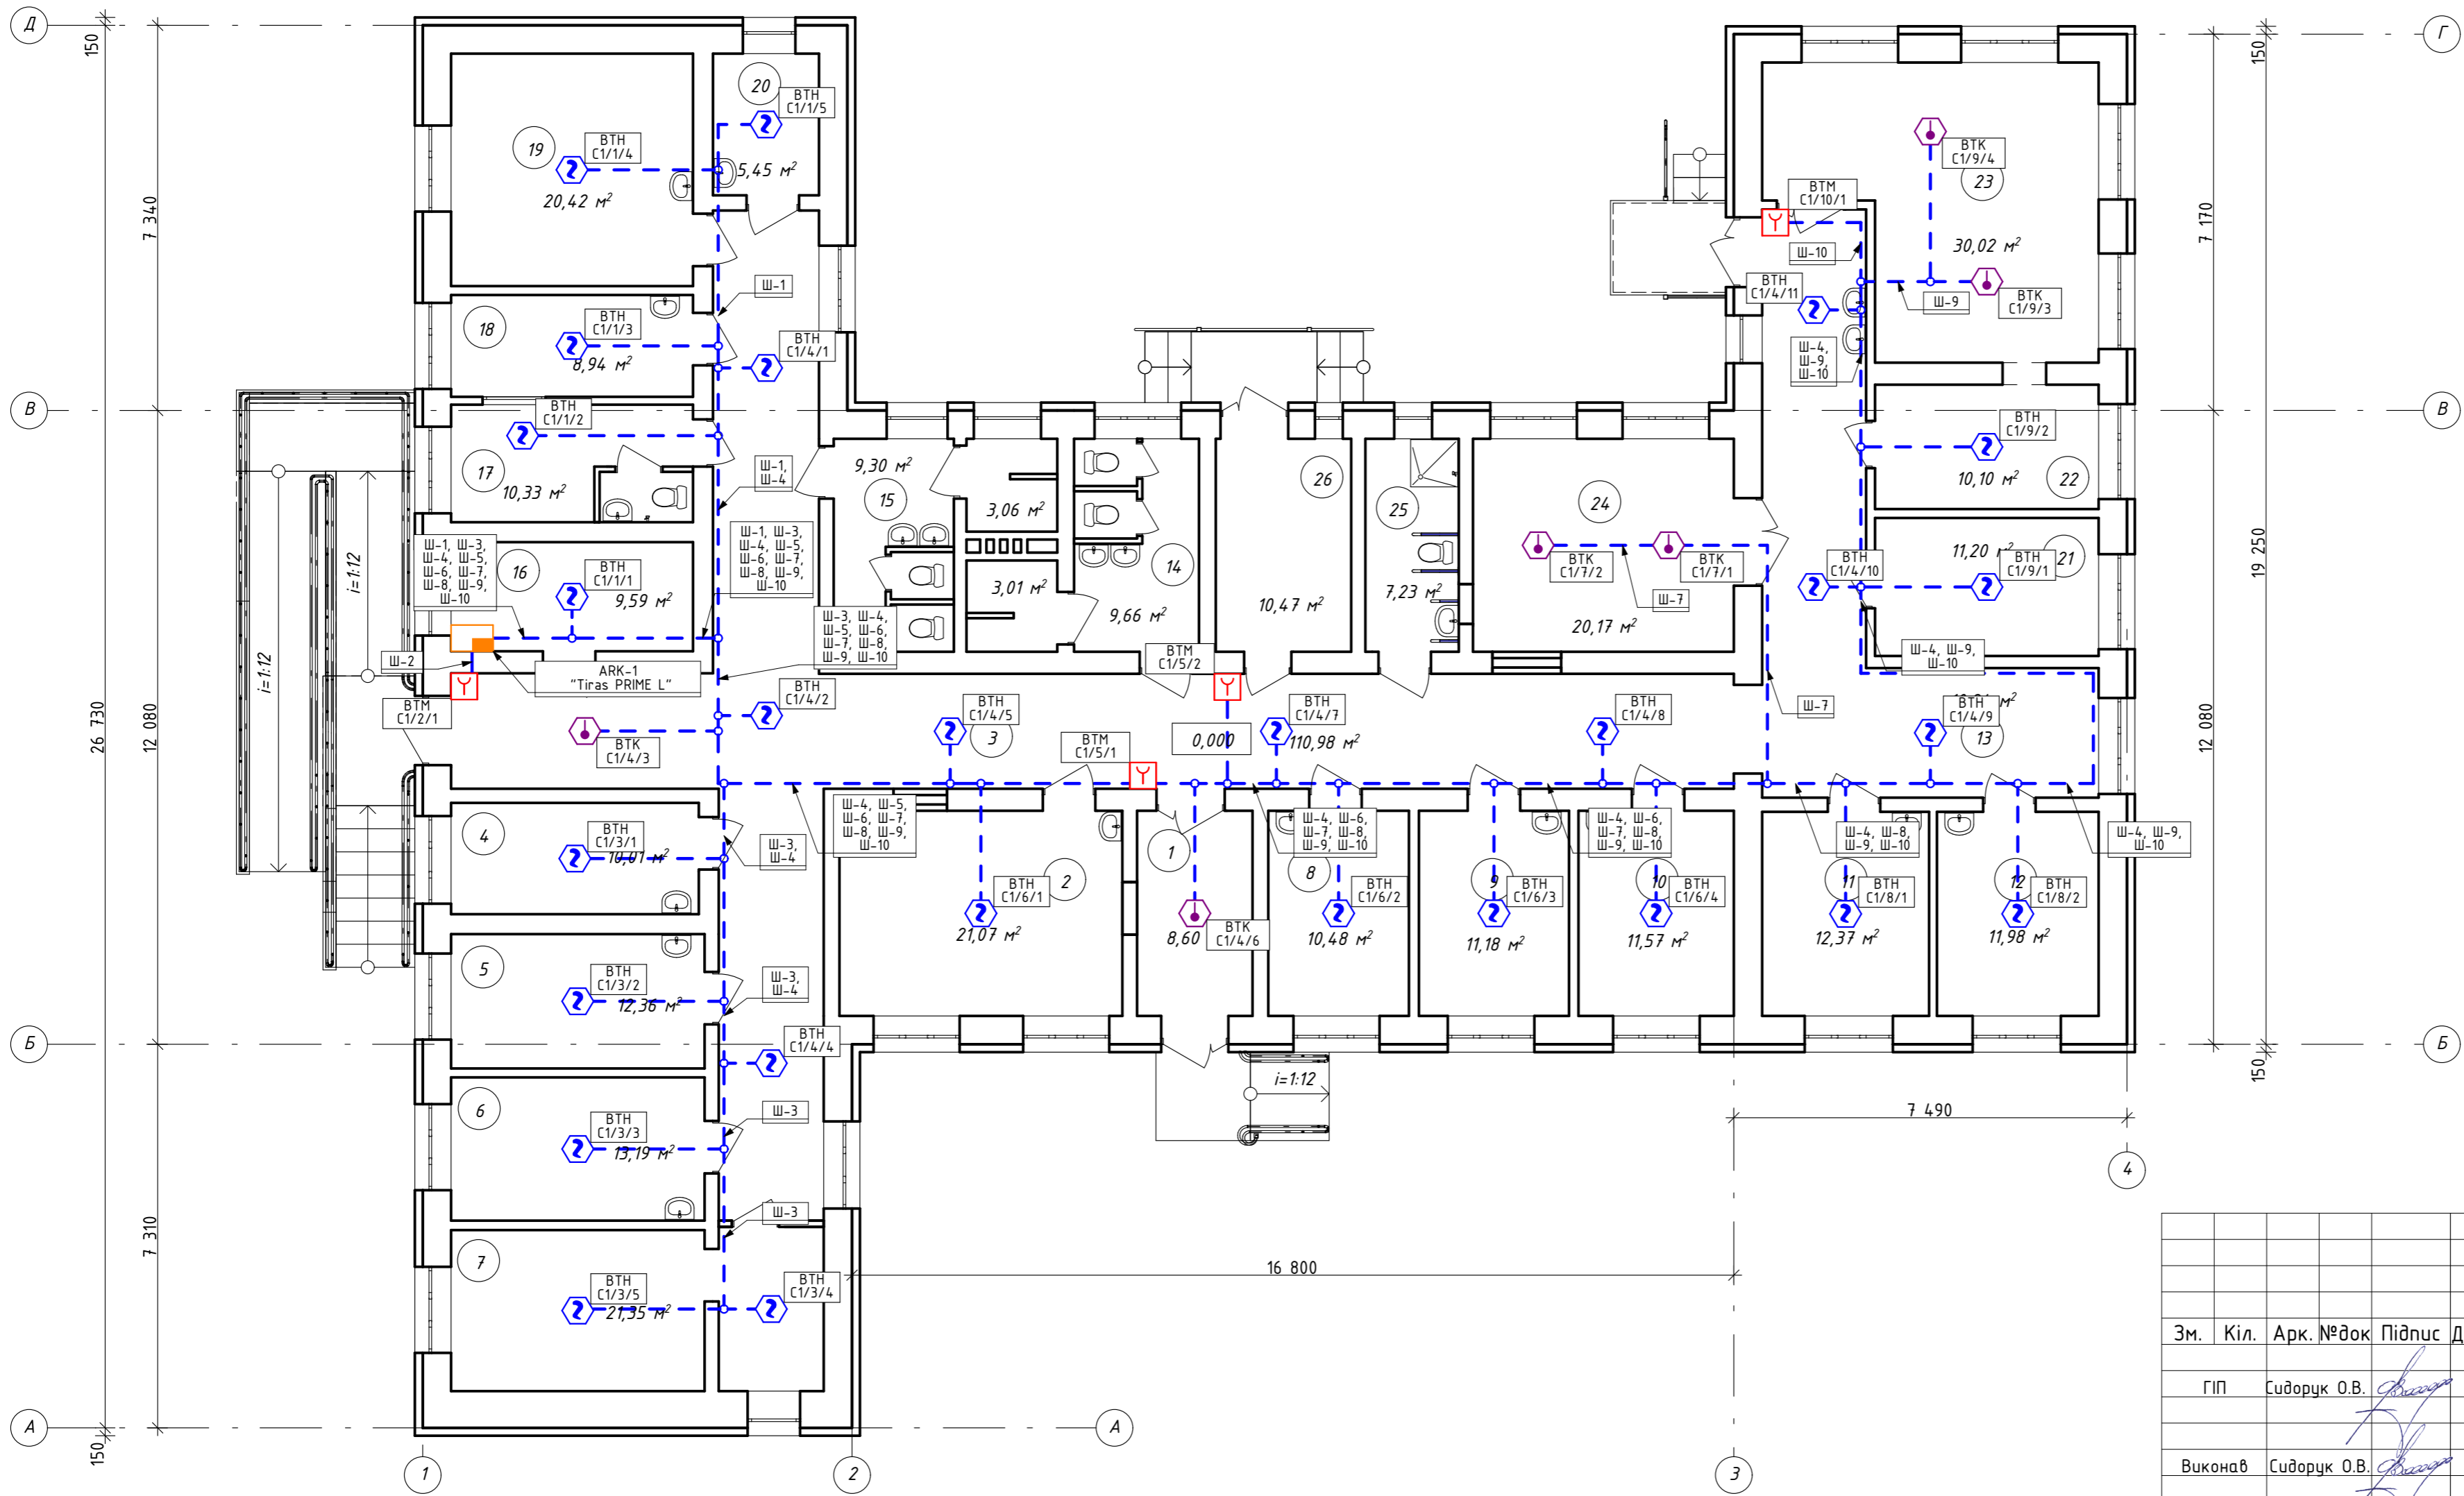 Д
150
7 340
В
26 730
12 080
Б
7 310
А
150
20
ВТН
С1/1/5
5,45 м²
19
ВТН
С1/1/4
20,42 м²
Ш-1
18
ВТН
С1/1/3
8,94 м²
ВТН
С1/4/1
ВТН
С1/1/2
17
10,33 м²
Ш-1,
Ш-4
i=1:12
i=1:12
Ш-1, Ш-3,
Ш-4, Ш-5,
Ш-6, Ш-7,
Ш-8, Ш-9,
Ш-10
16
ВТН
С1/1/1
9,59 м²
Ш-1, Ш-3,
Ш-4, Ш-5,
Ш-6, Ш-7,
Ш-8, Ш-9,
Ш-10
Ш-2
ARK-1
"Tiras PRIME L"
ВТМ
С1/2/1
Ш-3, Ш-4,
Ш-5, Ш-6,
Ш-7, Ш-8,
Ш-9, Ш-10
ВТН
С1/4/2
ВТК
С1/4/3
9,30 м²
15
3,06 м²
3,01 м²
14
9,66 м²
ВТМ
С1/5/2
26
10,47 м²
25
7,23 м²
24
ВТК
С1/7/2
ВТК
С1/7/1
Ш-7
20,17 м²
Г
150
7 170
В
19 250
12 080
Б
150
ВТК
С1/9/4
23
30,02 м²
ВТМ
С1/10/1
Ш-10
ВТН
С1/4/11
Ш-9
ВТК
С1/9/3
Ш-4,
Ш-9,
Ш-10
ВТН
С1/9/2
10,10 м²
22
11,20 м²
21
ВТН
С1/4/10
ВТН
С1/9/1
Ш-4, Ш-9,
Ш-10
Ш-7
м²
ВТН
С1/4/9
13
ВТН
С1/4/5
3
ВТМ
С1/5/1
0,000
ВТН
С1/4/7
110,98 м²
ВТН
С1/4/8
4
ВТН
С1/3/1
10,01 м²
Ш-3,
Ш-4
Ш-4, Ш-5,
Ш-6, Ш-7,
Ш-8, Ш-9,
Ш-10
1
2
ВТН
С1/6/1
21,07 м²
8,60
ВТК
С1/4/6
Ш-4, Ш-6,
Ш-7, Ш-8,
Ш-9, Ш-10
8
ВТН
С1/6/2
10,48 м²
9
ВТН
С1/6/3
11,18 м²
Ш-4, Ш-6,
Ш-7, Ш-8,
Ш-9, Ш-10
10
ВТН
С1/6/4
11,57 м²
Ш-4, Ш-8,
Ш-9, Ш-10
11
ВТН
С1/8/1
12,37 м²
12
ВТН
С1/8/2
11,98 м²
Ш-4, Ш-9,
Ш-10
5
ВТН
С1/3/2
12,36 м²
Ш-3,
Ш-4
ВТН
С1/4/4
6
ВТН
С1/3/3
13,19 м²
Ш-3
Ш-3
7
ВТН
С1/3/5
21,35 м²
ВТН
С1/3/4
i=1:12
7 490
4
16 800
А
1
2
3
Зм. Кіл. Арк. №док Підпис Д
ГІП Сидорук О.В.
Виконав Сидорук О.В.